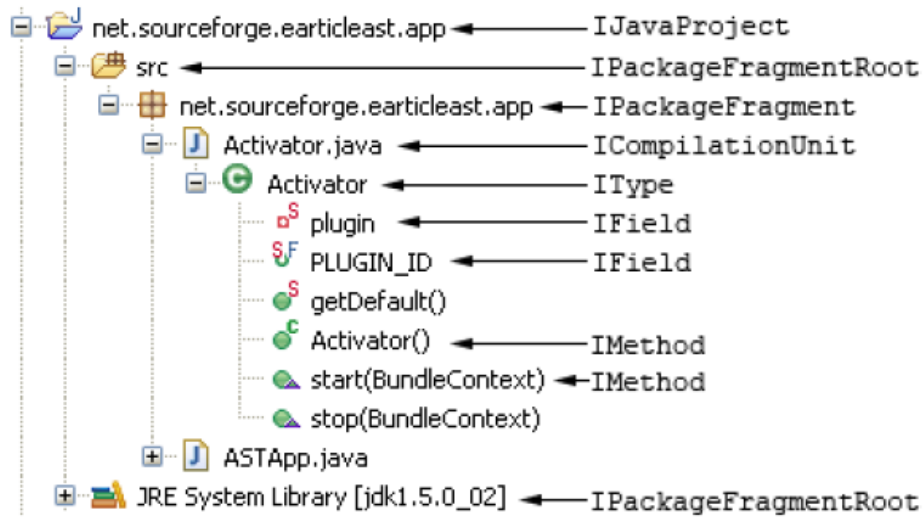 net.sourceforge.earticleast.app IJavaProject
src IPackageFragmentRoot
net.sourceforge.earticleast.app IPackageFragment
J Activator.java ICompilationUnit
C Activator IType
S plugin IField
S F PLUGIN_ID IField
S getDefault()
C Activator() IMethod
start(BundleContext) IMethod
stop(BundleContext)
J ASTApp.java
JRE System Library [jdk1.5.0_02] IPackageFragmentRoot